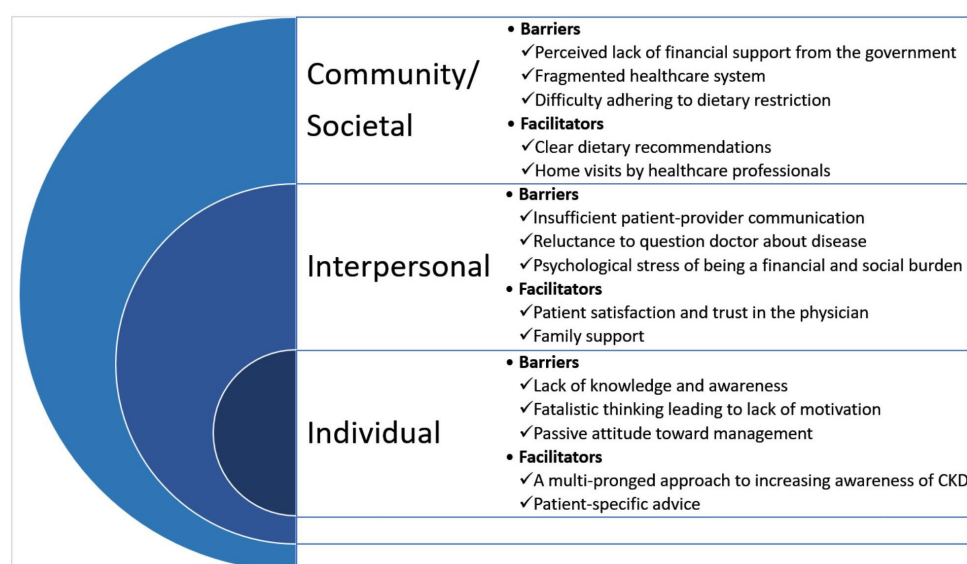 Community/
Societal
• Barriers
✓Perceived lack of financial support from the government
✓Fragmented healthcare system
✓Difficulty adhering to dietary restriction
• Facilitators
✓Clear dietary recommendations
✓Home visits by healthcare professionals
Interpersonal
• Barriers
✓Insufficient patient-provider communication
✓Reluctance to question doctor about disease
✓Psychological stress of being a financial and social burden
• Facilitators
✓Patient satisfaction and trust in the physician
✓Family support
Individual
• Barriers
✓Lack of knowledge and awareness
✓Fatalistic thinking leading to lack of motivation
✓Passive attitude toward management
• Facilitators
✓A multi-pronged approach to increasing awareness of CKD
✓Patient-specific advice